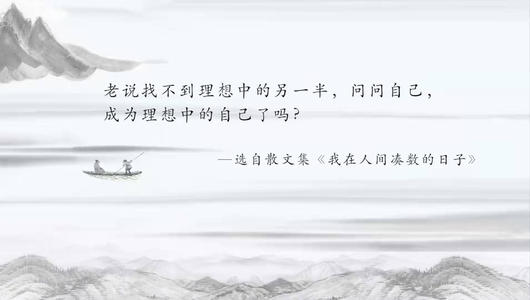 老说找不到理想中的另一半，问问自己，
成为理想中的自己了吗?
—选自散文集《我在人间凑数的日子》